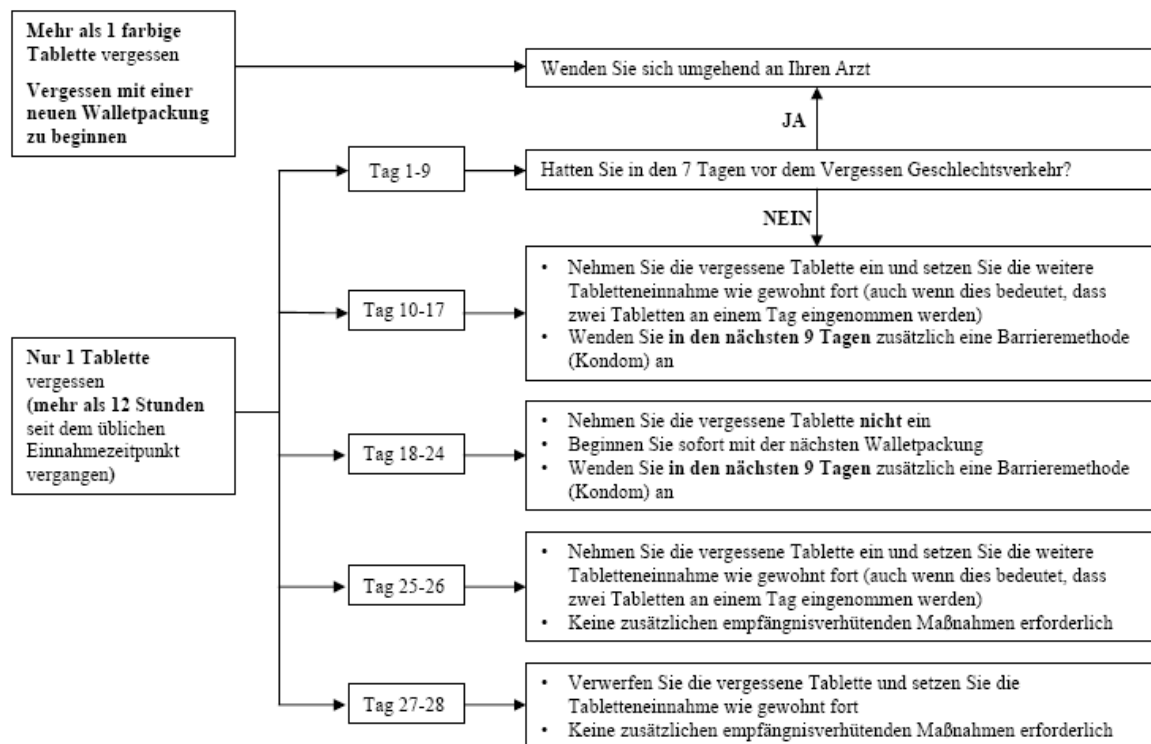 Mehr als 1 farbige
Tablette vergessen
Vergessen mit einer
neuen Walletpackung
zu beginnen
Wenden Sie sich umgehend an Ihren Arzt
JA
Tag 1-9
Hatten Sie in den 7 Tagen vor dem Vergessen Geschlechtsverkehr?
NEIN
Nur 1 Tablette
vergessen
(mehr als 12 Stunden
seit dem üblichen
Einnahmezeitpunkt
vergangen)
Tag 10-17
• Nehmen Sie die vergessene Tablette ein und setzen Sie die weitere
Tabletteneinnahme wie gewohnt fort (auch wenn dies bedeutet, dass
zwei Tabletten an einem Tag eingenommen werden)
• Wenden Sie in den nächsten 9 Tagen zusätzlich eine Barrieremethode
(Kondom) an
Tag 18-24
• Nehmen Sie die vergessene Tablette nicht ein
• Beginnen Sie sofort mit der nächsten Walletpackung
• Wenden Sie in den nächsten 9 Tagen zusätzlich eine Barrieremethode
(Kondom) an
Tag 25-26
• Nehmen Sie die vergessene Tablette ein und setzen Sie die weitere
Tabletteneinnahme wie gewohnt fort (auch wenn dies bedeutet, dass
zwei Tabletten an einem Tag eingenommen werden)
• Keine zusätzlichen empfängnisverhütenden Maßnahmen erforderlich
Tag 27-28
• Verwerfen Sie die vergessene Tablette und setzen Sie die
Tabletteneinnahme wie gewohnt fort
• Keine zusätzlichen empfängnisverhütenden Maßnahmen erforderlich